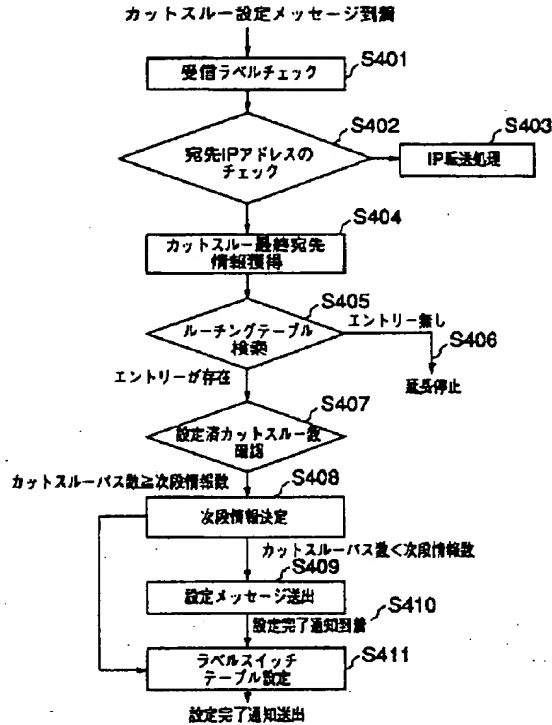 カットスルー設定メッセージ到着
S401
受信ラベルチェック
S402
宛先IPアドレスの
チェック
S403
IP転送処理
S404
カットスルー最終宛先
情報獲得
S405
ルーチングテーブル
検索
エントリー無し
S406
延長停止
エントリーが存在
S407
設定済カットスルー数
確認
カットスルーパス数≧次段情報数
S408
次段情報決定
カットスルーパス数<次段情報数
S409
設定メッセージ送出
S410
設定完了通知到着
S411
ラベルスイッチ
テーブル設定
設定完了通知送出